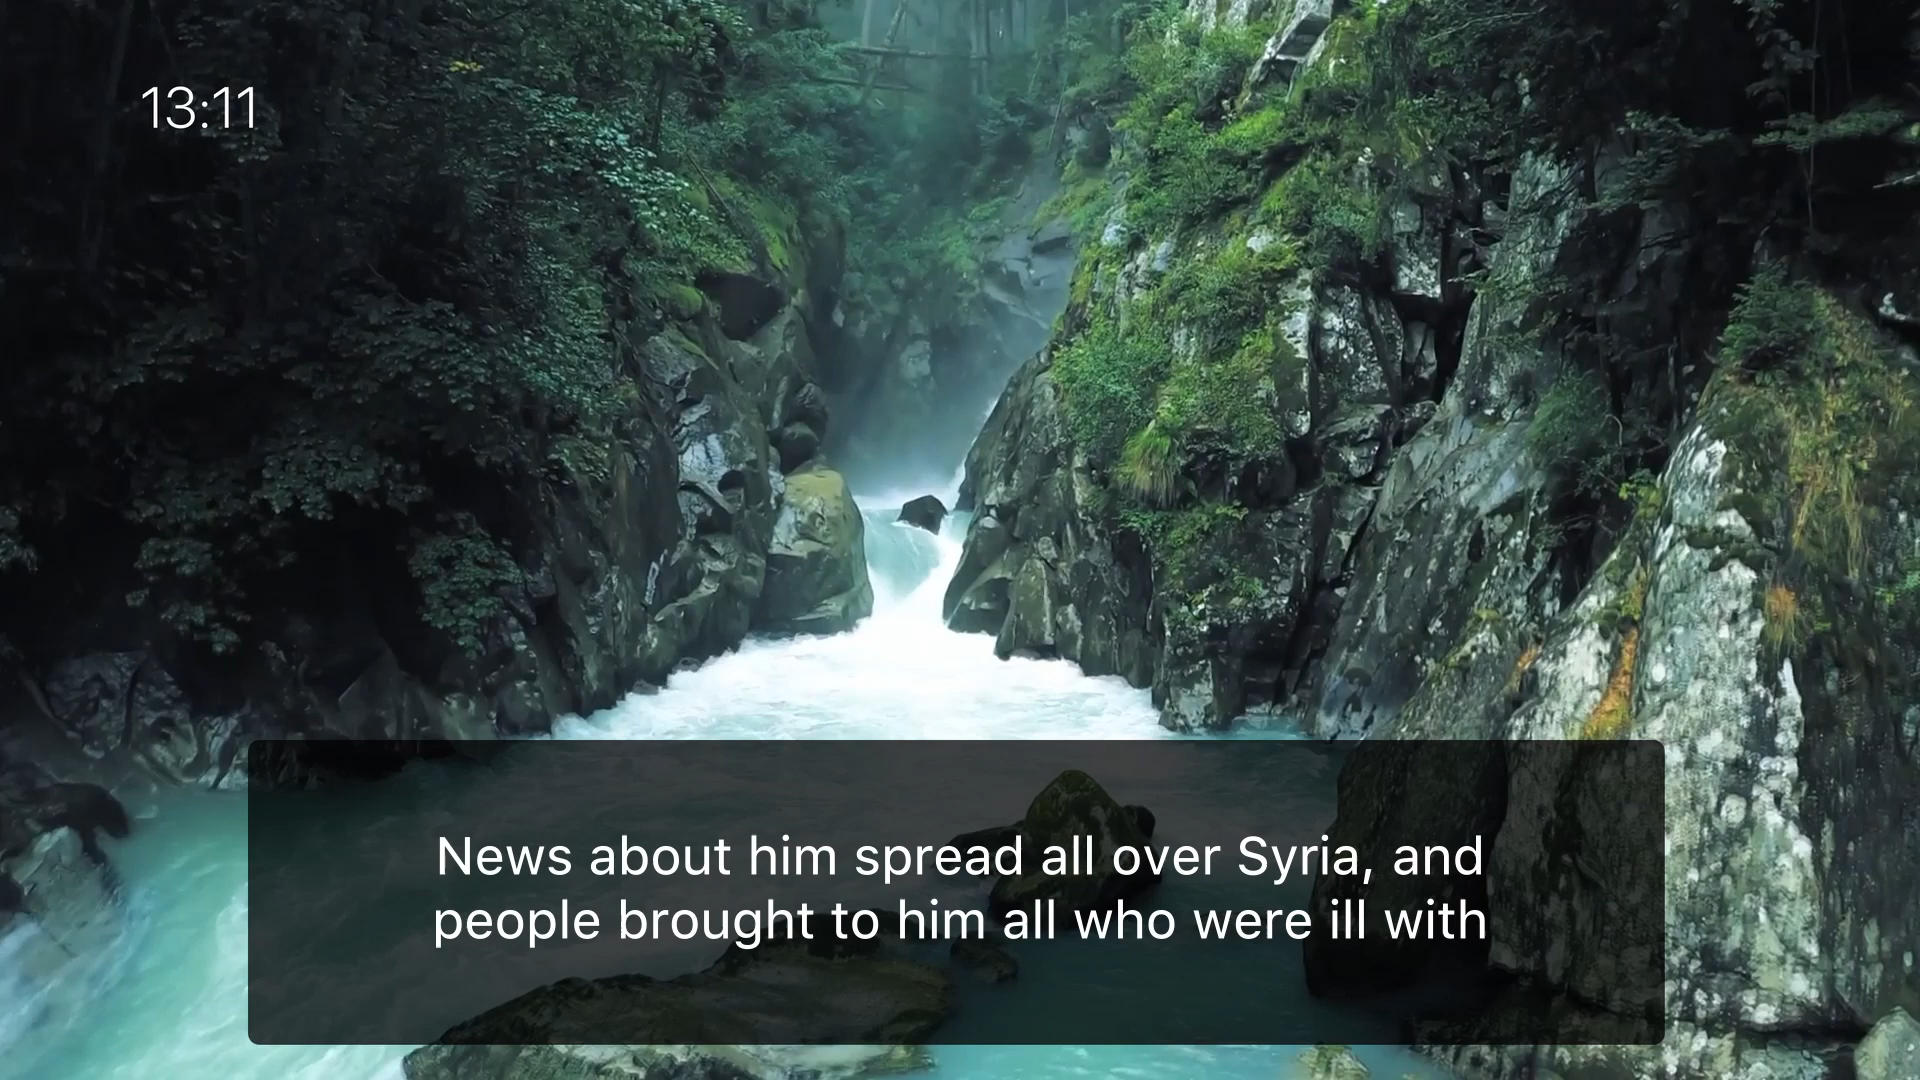 13:11
News about him spread all over Syria, and
people brought to him all who were ill with